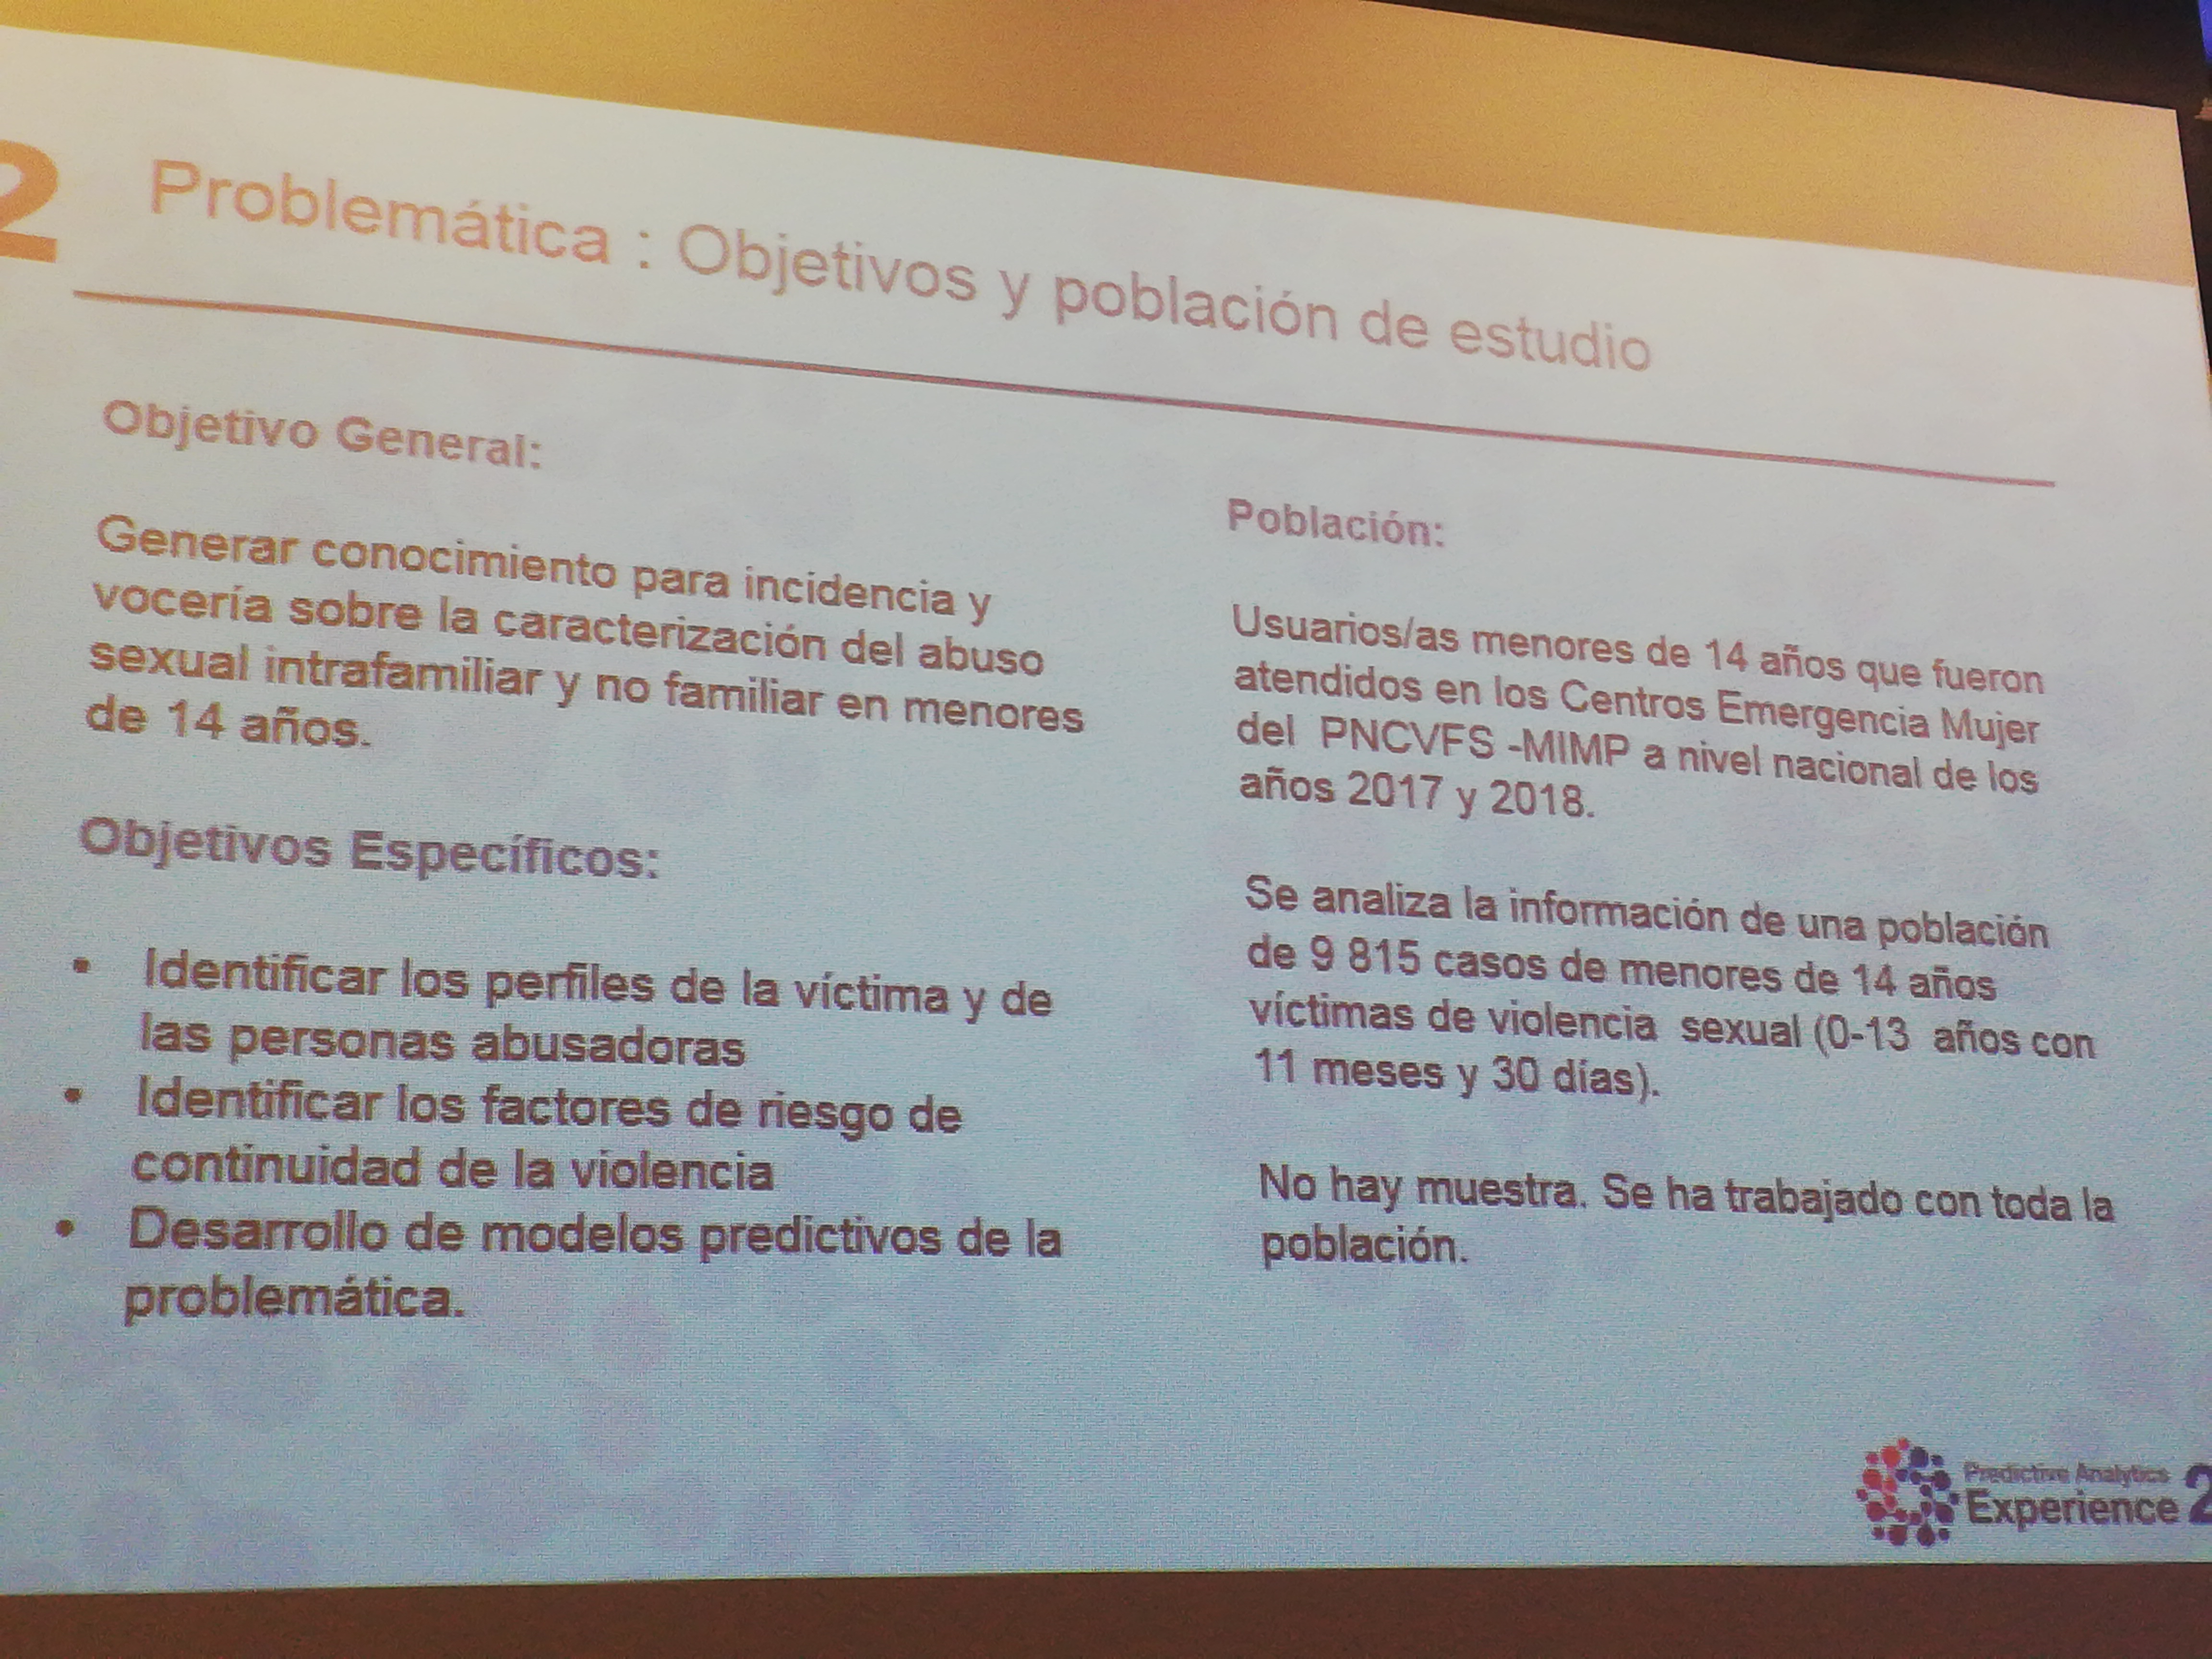 2
Problemática : Objetivos y población de estudio
Objetivo General:
Generar conocimiento para incidencia y
vocería sobre la caracterización del abuso
sexual intrafamiliar y no familiar en menores
de 14 años.
Objetivos Específicos:
• Identificar los perfiles de la víctima y de
las personas abusadoras
• Identificar los factores de riesgo de
continuidad de la violencia
• Desarrollo de modelos predictivos de la
problemática.
Población:
Usuarios/as menores de 14 años que fueron
atendidos en los Centros Emergencia Mujer
del PNCVFS -MIMP a nivel nacional de los
años 2017 y 2018.
Se analiza la información de una población
de 9 815 casos de menores de 14 años
víctimas de violencia sexual (0-13 años con
11 meses y 30 días).
No hay muestra. Se ha trabajado con toda la
población.
Predictive Analytics
Experience 2